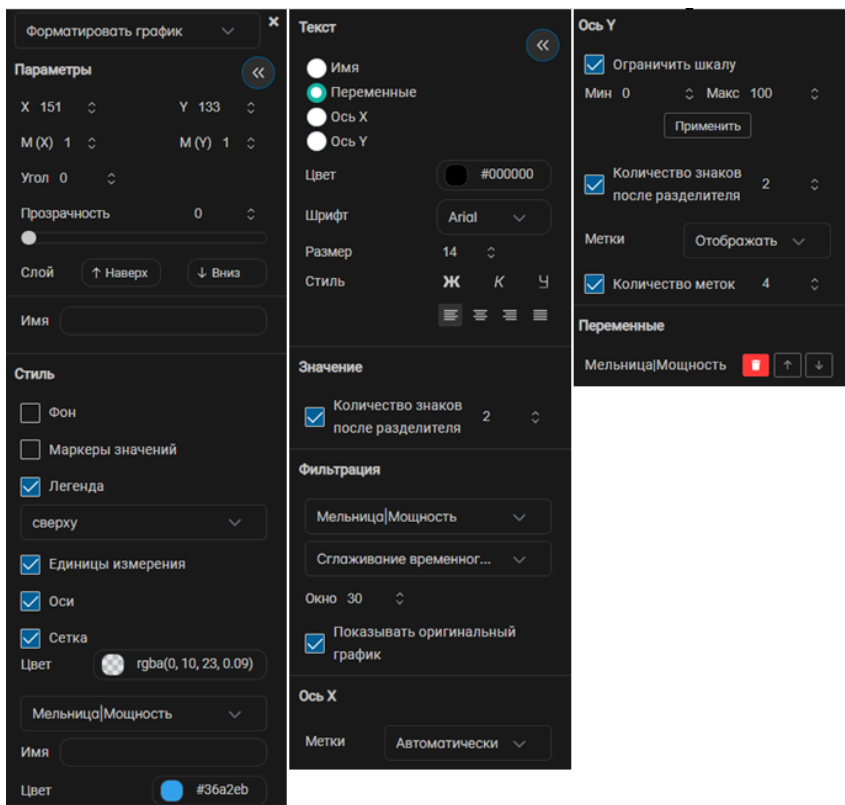 Форматировать график
Параметры
X 151 Y 133
M (X) 1 M (Y) 1
Угол 0
Прозрачность 0
Слой ↑ Наверх ↓ Вниз
Имя
Стиль
Фон
Маркеры значений
Легенда
сверху
Единицы измерения
Оси
Сетка
Цвет rgba(0, 10, 23, 0.09)
Мельница|Мощность
Имя
Цвет #36a2eb
Текст
Имя
Переменные
Ось X
Ось Y
Цвет #000000
Шрифт Arial
Размер 14
Стиль Ж К Ч
Значение
Количество знаков
после разделителя 2
Фильтрация
Мельница|Мощность
Сглаживание временног...
Окно 30
Показывать оригинальный
график
Ось X
Метки Автоматически
Ось Y
Ограничить шкалу
Мин 0 Макс 100
Применить
Количество знаков
после разделителя 2
Метки Отображать
Количество меток 4
Переменные
Мельница|Мощность